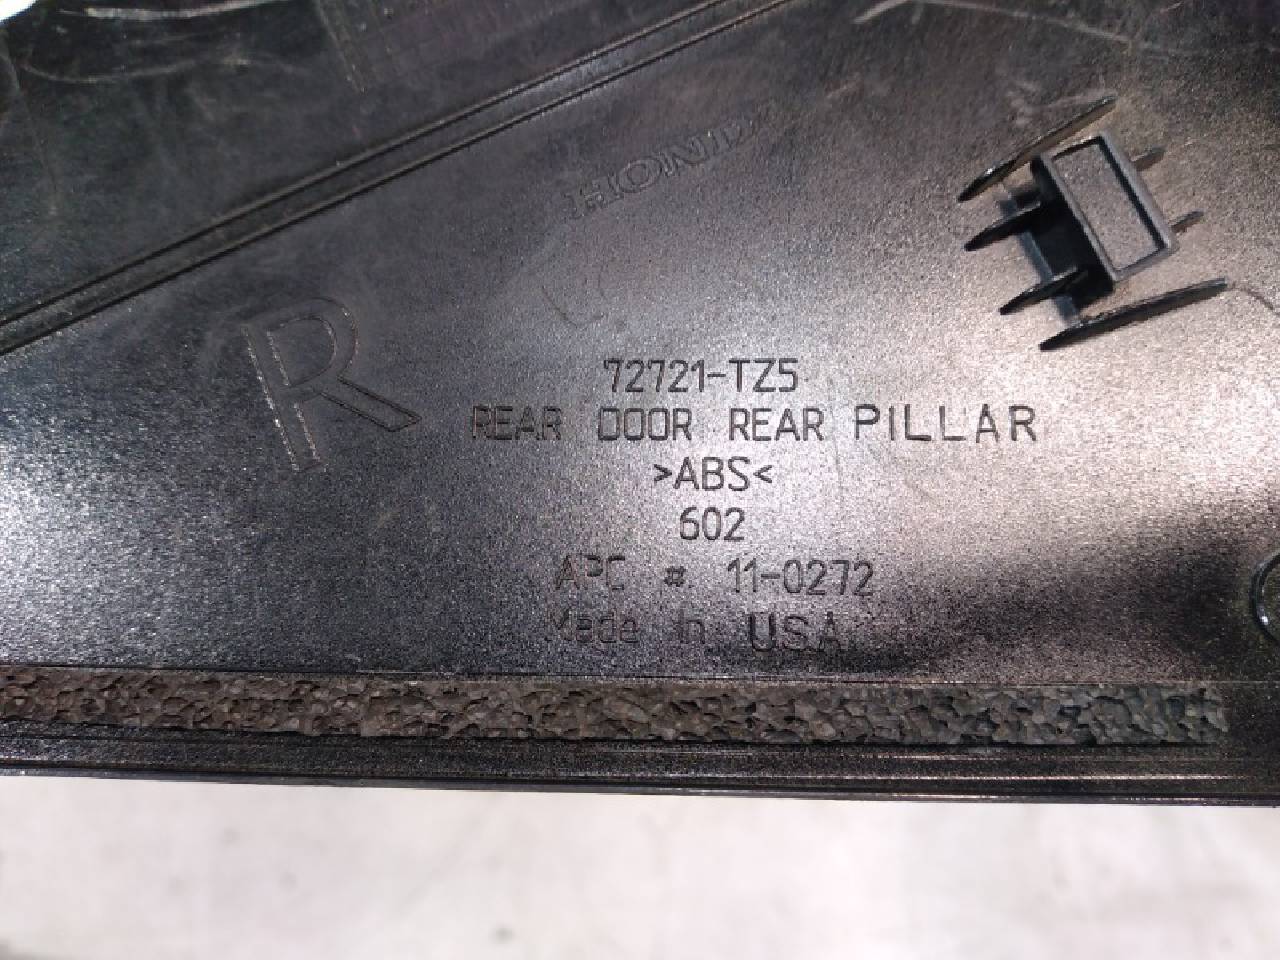 HONDA
R
72721-TZ5
REAR DOOR REAR PILLAR
>ABS<
602
APC # 11-0272
Made In USA